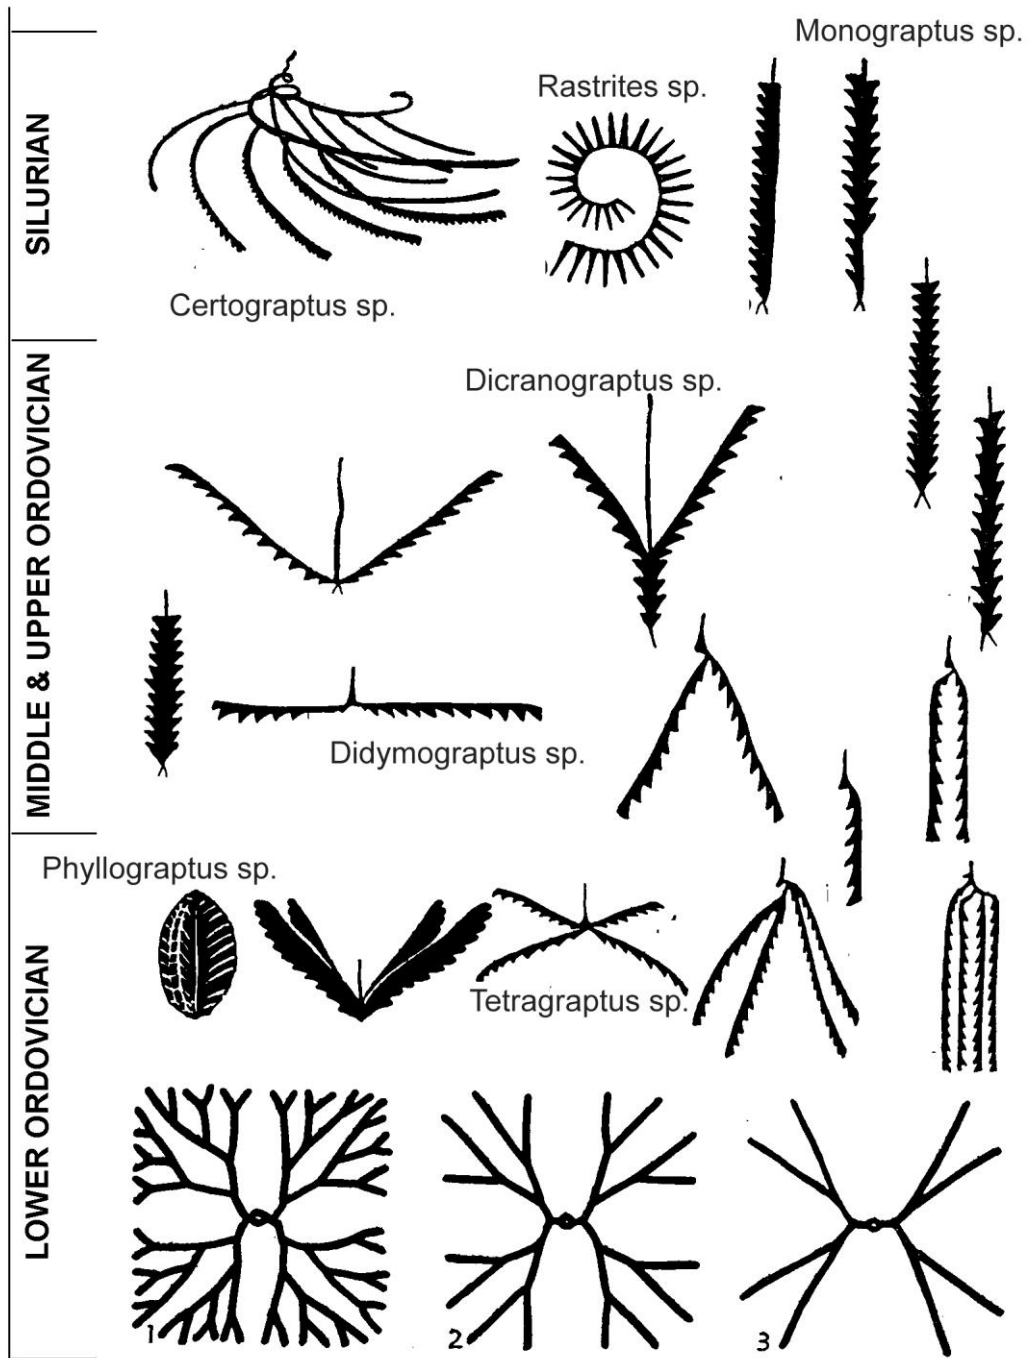 Monograptus sp.
Rastrites sp.
SILURIAN
Certograptus sp.
Dicranograptus sp.
MIDDLE & UPPER ORDOVICIAN
Didymograptus sp.
Phyllograptus sp.
Tetragraptus sp.
LOWER ORDOVICIAN
1
2
3